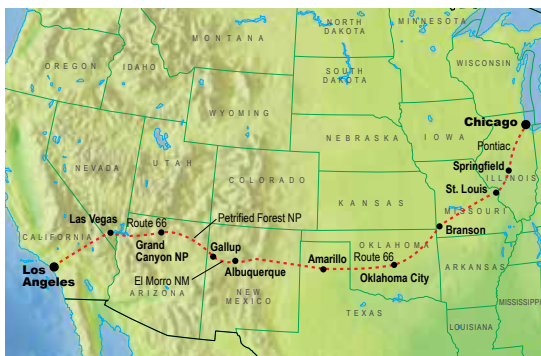 NORTH
DAKOTA
MINNESOTA
MONTANA
OREGON
IDAHO
SOUTH
DAKOTA
WISCONSIN
WYOMING
Chicago
NEBRASKA
IOWA
Pontiac
NEVADA
UTAH
Springfield
ILLINOIS
COLORADO
St. Louis
KANSAS
MISSOURI
Las Vegas
Route 66
Petrified Forest NP
Branson
CALIFORNIA
Grand
Canyon NP
Gallup
OKLAHOMA
Amarillo
Route 66
Los
Angeles
El Morro NM
Albuquerque
Oklahoma City
ARKANSAS
ARIZONA
NEW
MEXICO
MISSISSIPPI
TEXAS
LOUISIANA